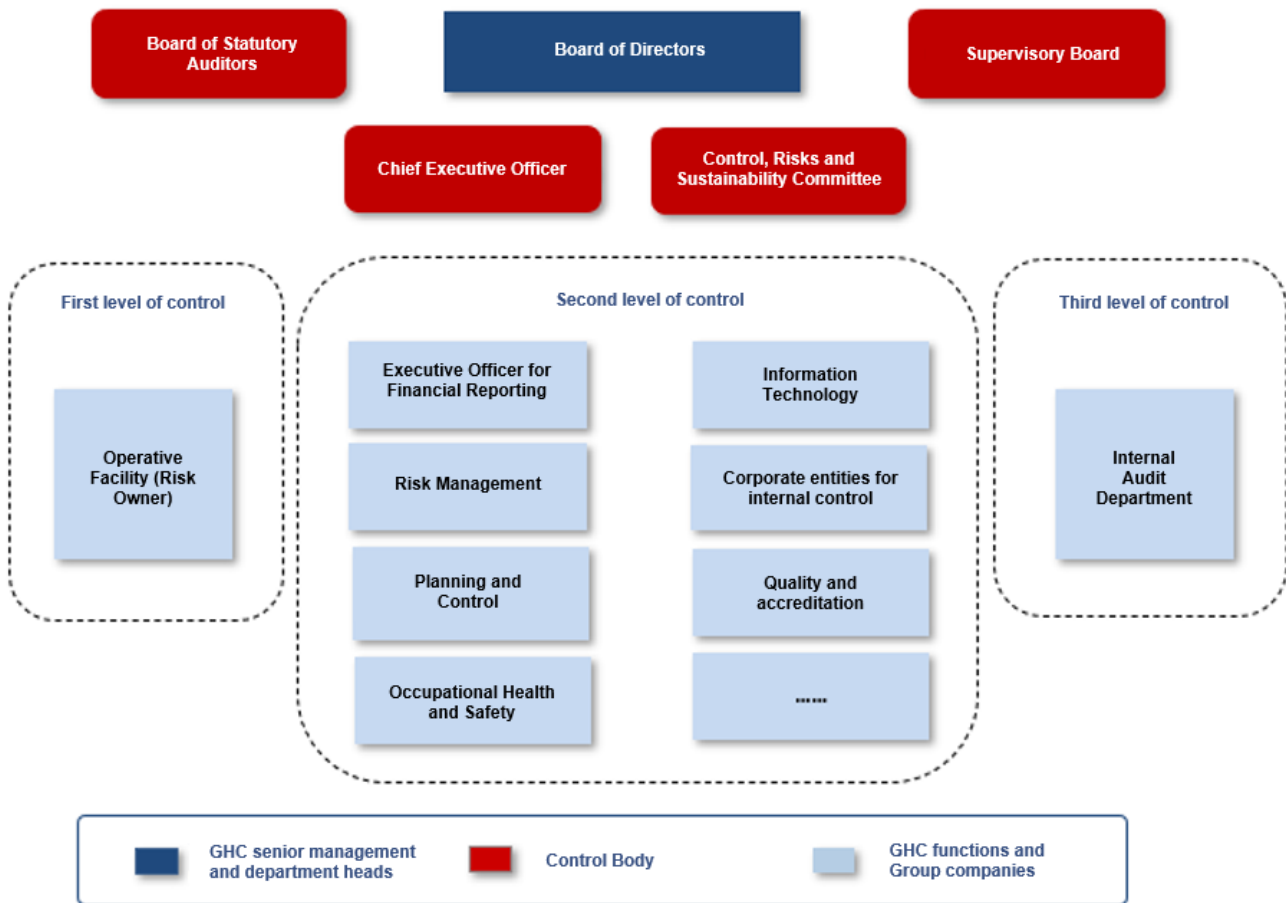 Board of Statutory
Auditors
Board of Directors
Supervisory Board
Chief Executive Officer
Control, Risks and
Sustainability Committee
First level of control
Operative
Facility (Risk
Owner)
Second level of control
Executive Officer for
Financial Reporting
Information
Technology
Risk Management
Corporate entities for
internal control
Planning and
Control
Quality and
accreditation
Occupational Health
and Safety
......
Third level of control
Internal
Audit
Department
GHC senior management
and department heads
Control Body
GHC functions and
Group companies